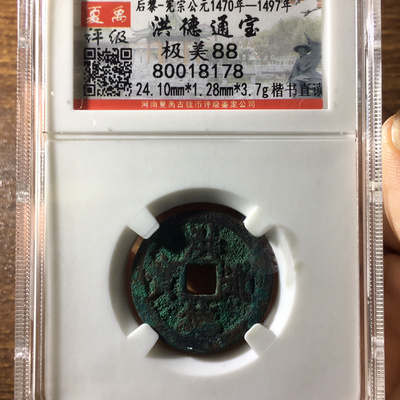 后黎-宪宗公元1470年—1497年
夏禹
评级
洪德通宝
极美88
80018178
24.10mm*1.28mm*3.7g楷书直读
河南夏禹古钱币评级鉴定公司